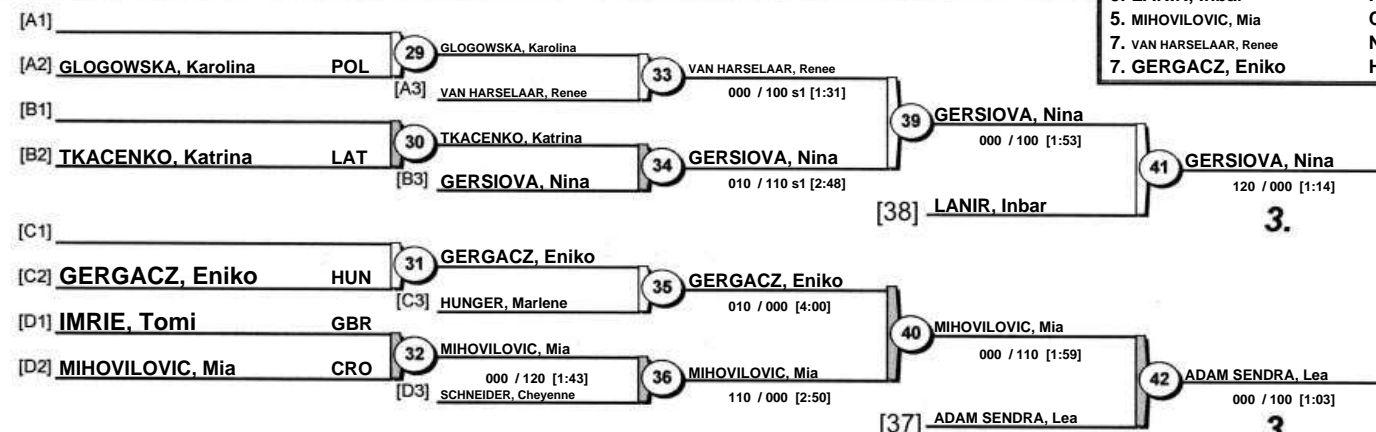 5. MIHOVILOVIC, Mia
7. VAN HARSELAAR, Renee
7. GERGACZ, Eniko
[A1]
[A2] GLOGOWSKA, Karolina POL
29
GLOGOWSKA, Karolina
[A3] VAN HARSELAAR, Renee
33
VAN HARSELAAR, Renee
000 / 100 s1 [1:31]
[B1]
[B2] TKACENKO, Katrina LAT
30
TKACENKO, Katrina
[B3] GERSIOVA, Nina
34
GERSIOVA, Nina
010 / 110 s1 [2:48]
39
GERSIOVA, Nina
000 / 100 [1:53]
[38] LANIR, Inbar
41
GERSIOVA, Nina
120 / 000 [1:14]
3.
[C1]
[C2] GERGACZ, Eniko HUN
31
GERGACZ, Eniko
[C3] HUNGER, Marlene
35
GERGACZ, Eniko
010 / 000 [4:00]
[D1] IMRIE, Tomi GBR
[D2] MIHOVILOVIC, Mia CRO
32
MIHOVILOVIC, Mia
000 / 120 [1:43]
[D3] SCHNEIDER, Cheyenne
36
MIHOVILOVIC, Mia
110 / 000 [2:50]
40
MIHOVILOVIC, Mia
000 / 110 [1:59]
[37] ADAM SENDRA, Lea
42
ADAM SENDRA, Lea
000 / 100 [1:03]
3